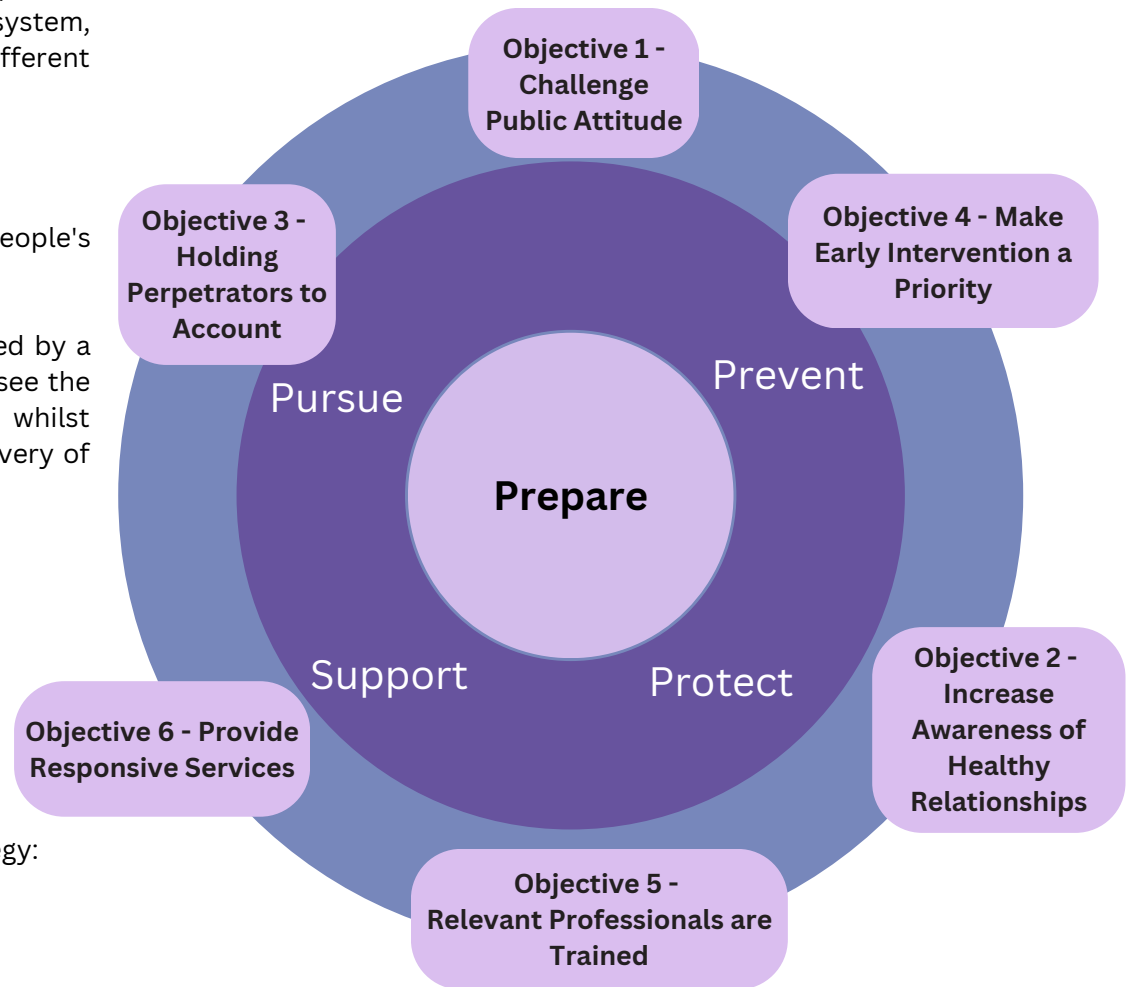 system,
fferent
eople's
ed by a
see the
whilst
very of
gy:
Objective 1 -
Challenge
Public Attitude
Objective 3 -
Holding
Perpetrators to
Account
Objective 4 - Make
Early Intervention a
Priority
Pursue
Prevent
Prepare
Support
Protect
Objective 2 -
Increase
Awareness of
Healthy
Relationships
Objective 6 - Provide
Responsive Services
Objective 5 -
Relevant Professionals are
Trained